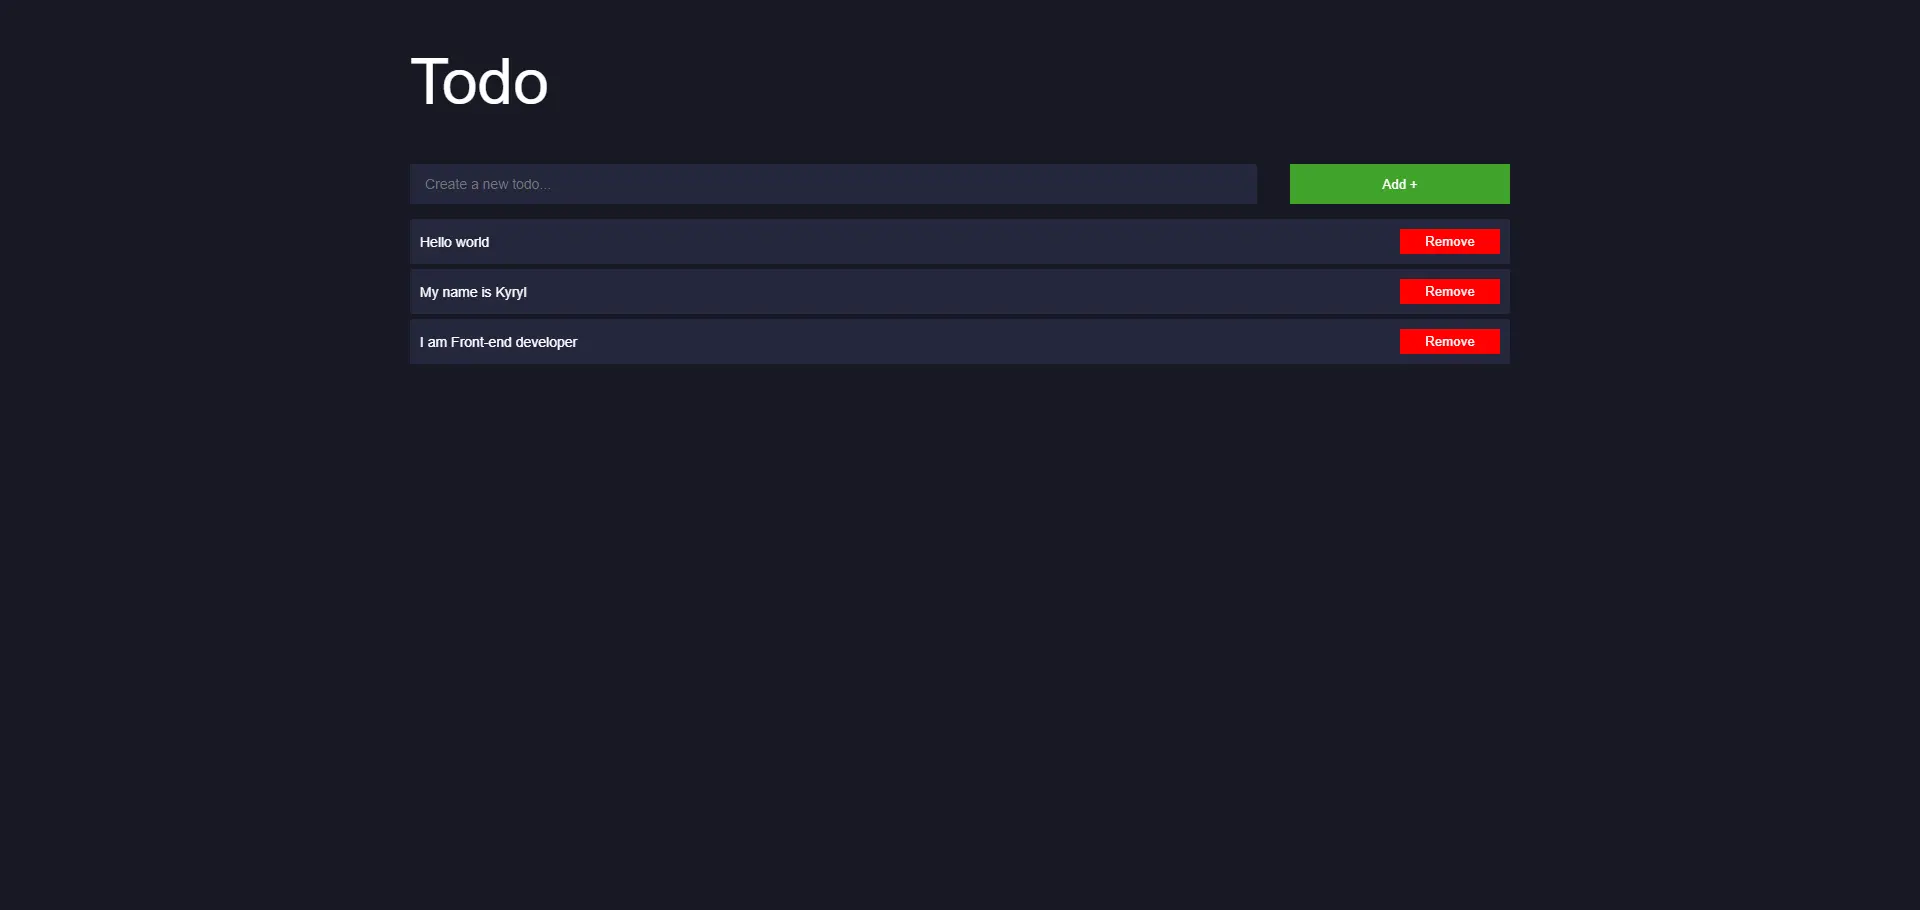 Todo
Create a new todo...
Add +
Hello world
Remove
My name is Kyryl
Remove
I am Front-end developer
Remove